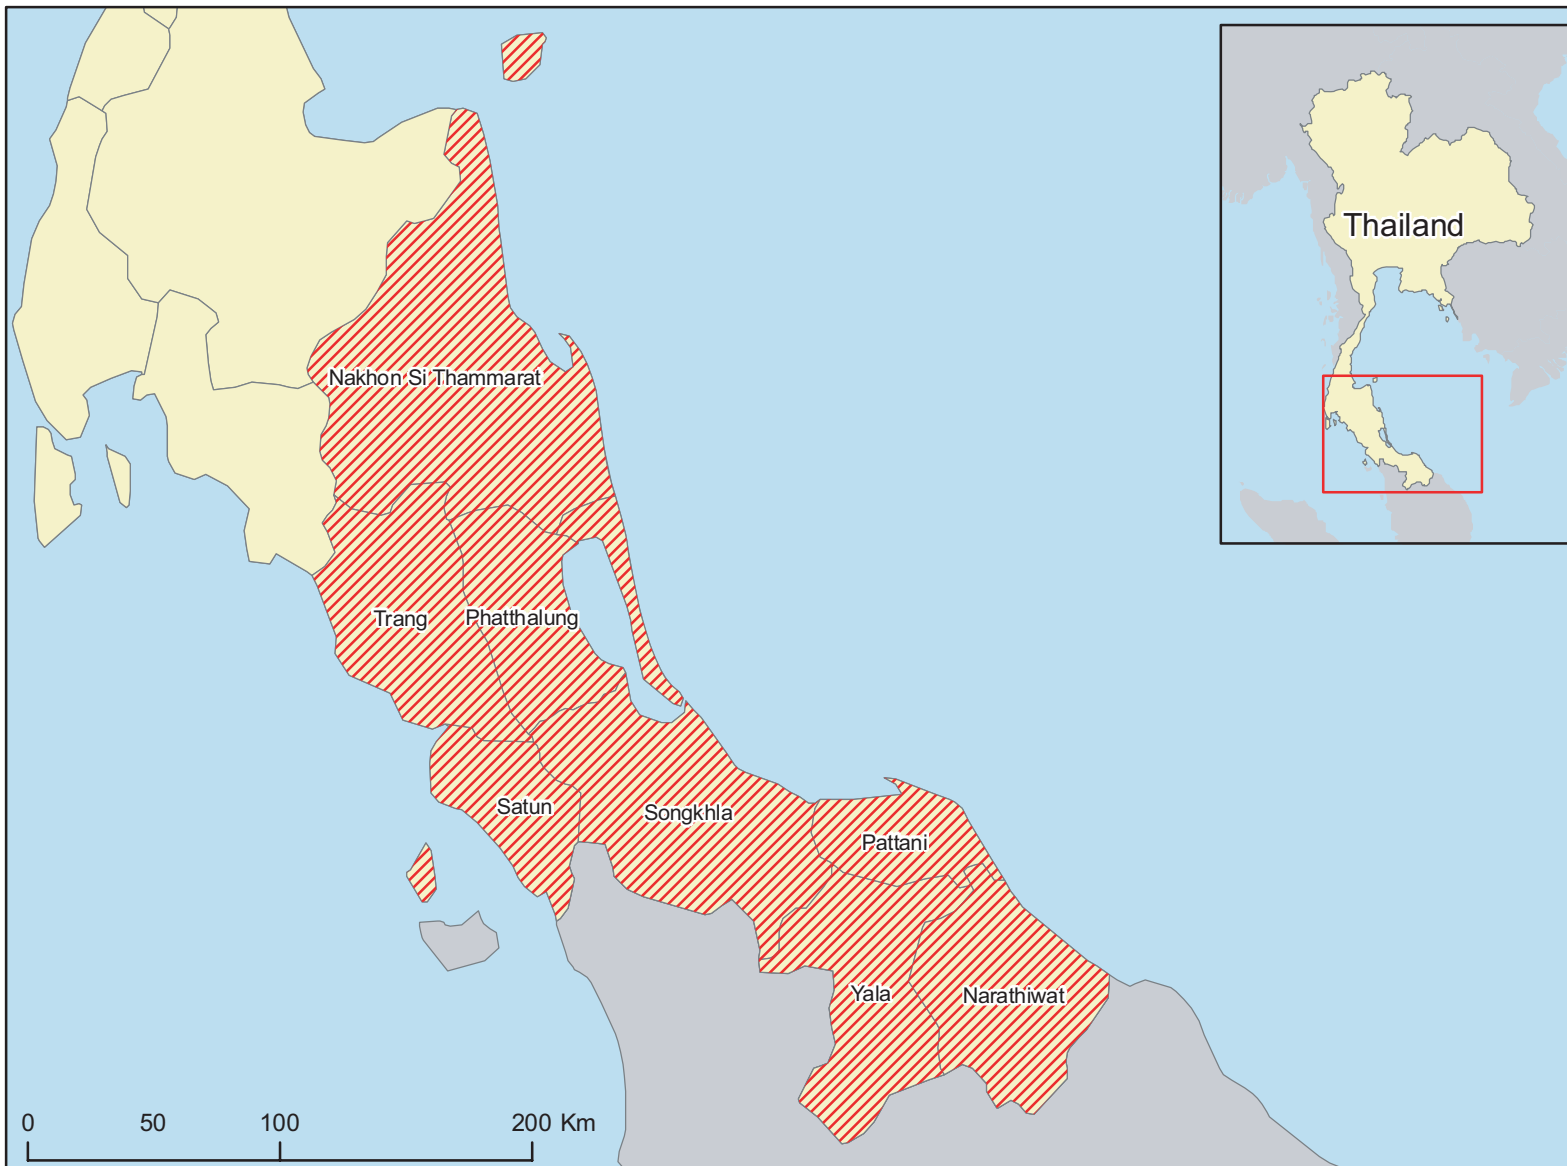 Thailand
Nakhon Si Thammarat
Trang
Phatthalung
Satun
Songkhla
Pattani
Yala
Narathiwat
0 50 100 200 Km